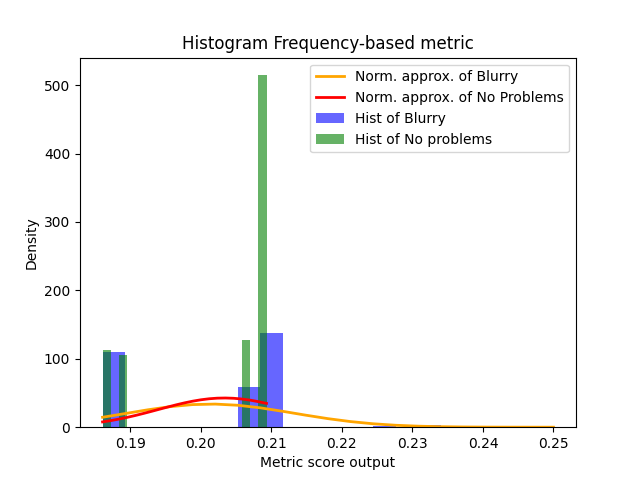 Histogram Frequency-based metric
Norm. approx. of Blurry
Norm. approx. of No Problems
Hist of Blurry
Hist of No problems
500
400
300
200
100
0
Density
0.19 0.20 0.21 0.22 0.23 0.24 0.25
Metric score output